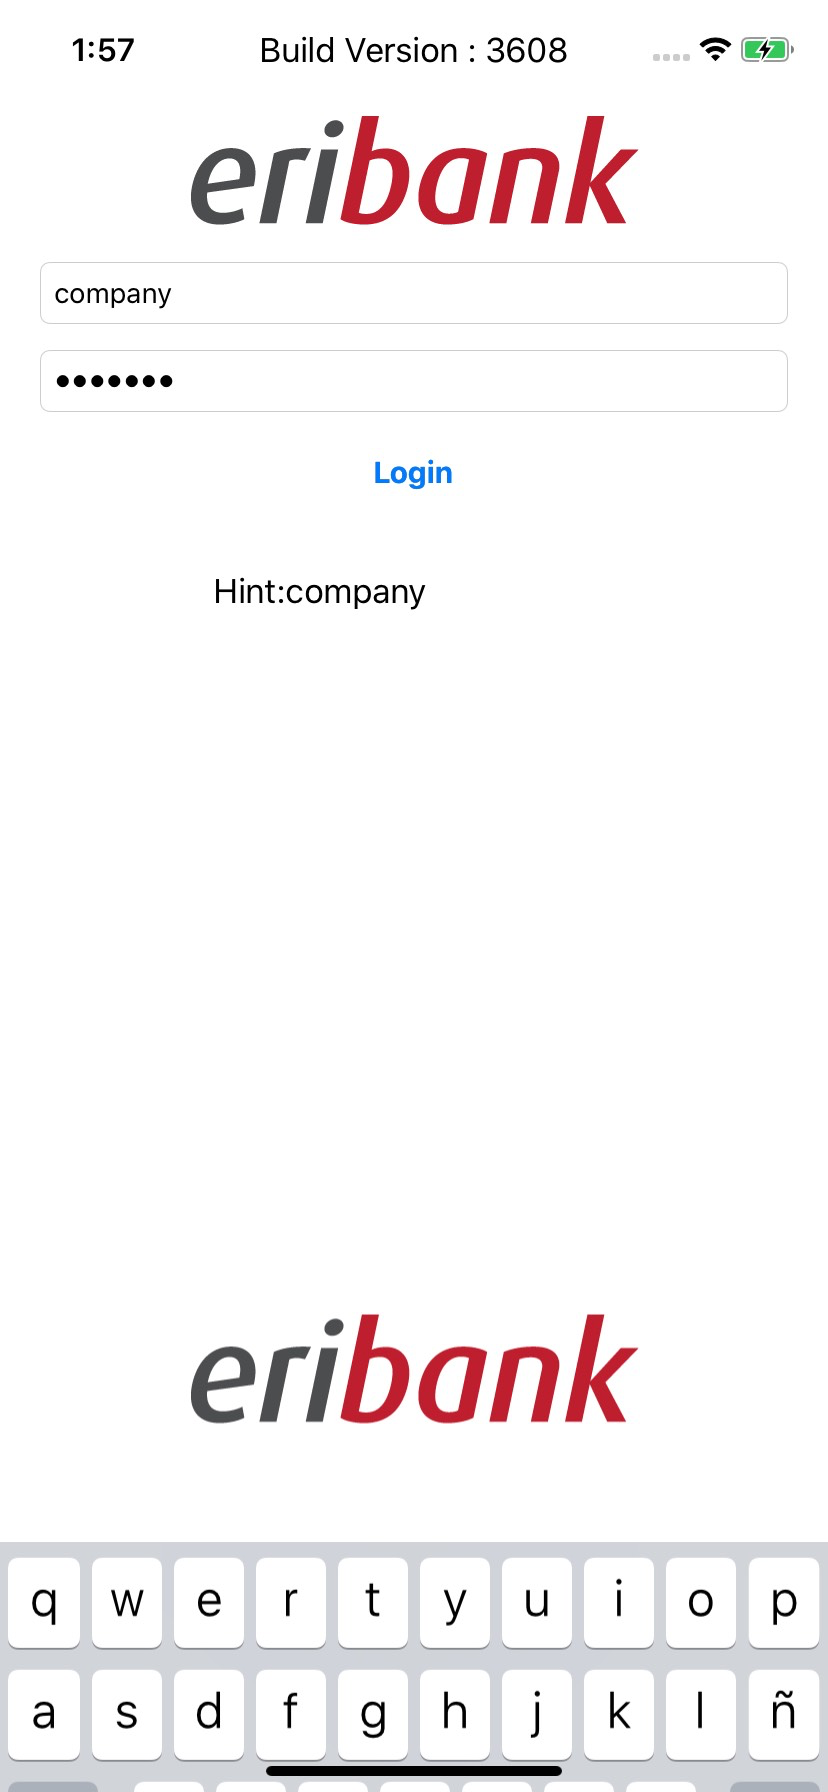 1:57 Build Version : 3608
eribank
company
•••••••
Login
Hint:company
eribank
q w e r t y u i o p
a s d f g h j k l ñ